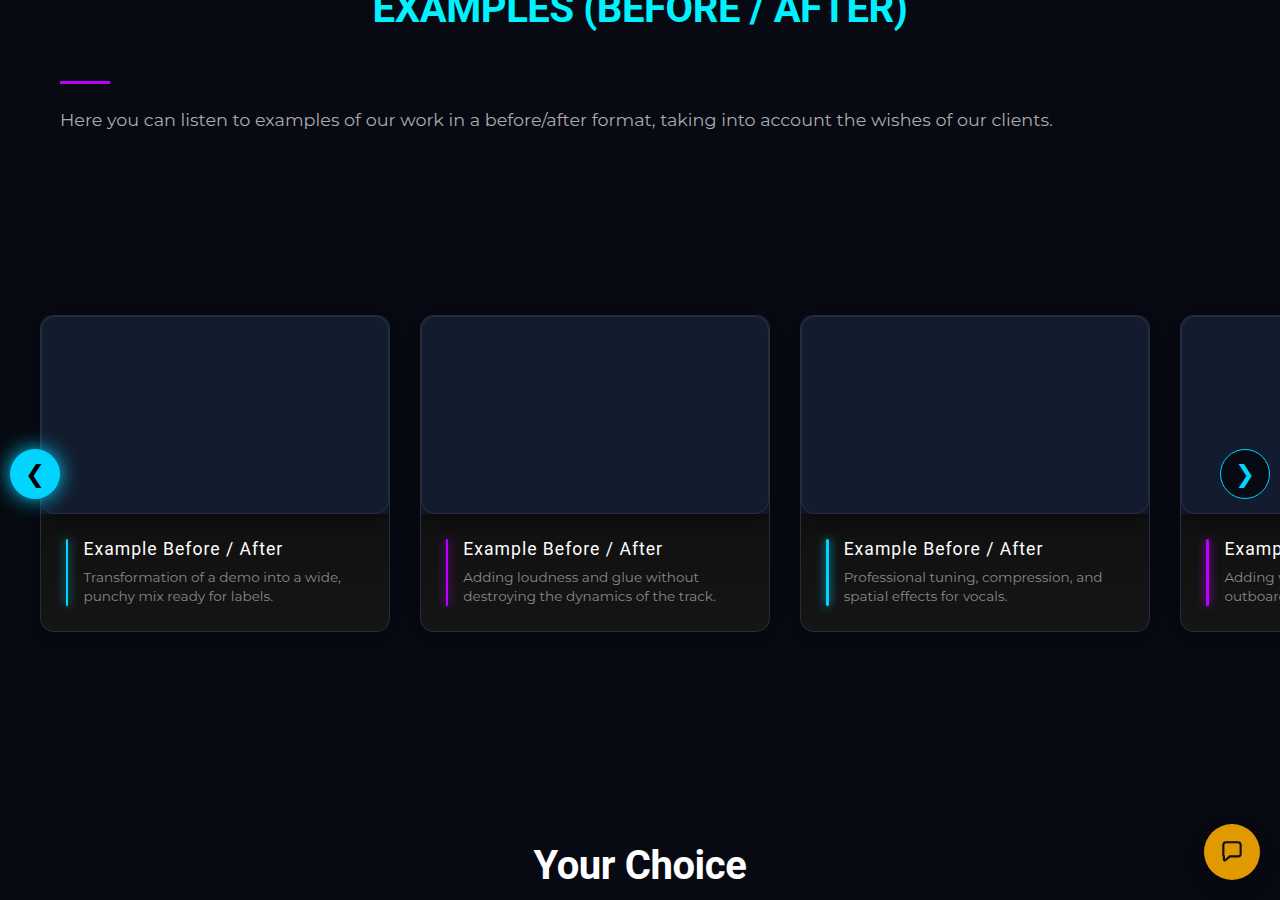 EXAMPLES (BEFORE / AFTER)
Here you can listen to examples of our work in a before/after format, taking into account the wishes of our clients.
Example Before / After
Transformation of a demo into a wide,
punchy mix ready for labels.
Example Before / After
Adding loudness and glue without
destroying the dynamics of the track.
Example Before / After
Professional tuning, compression, and
spatial effects for vocals.
Adding
Your Choice